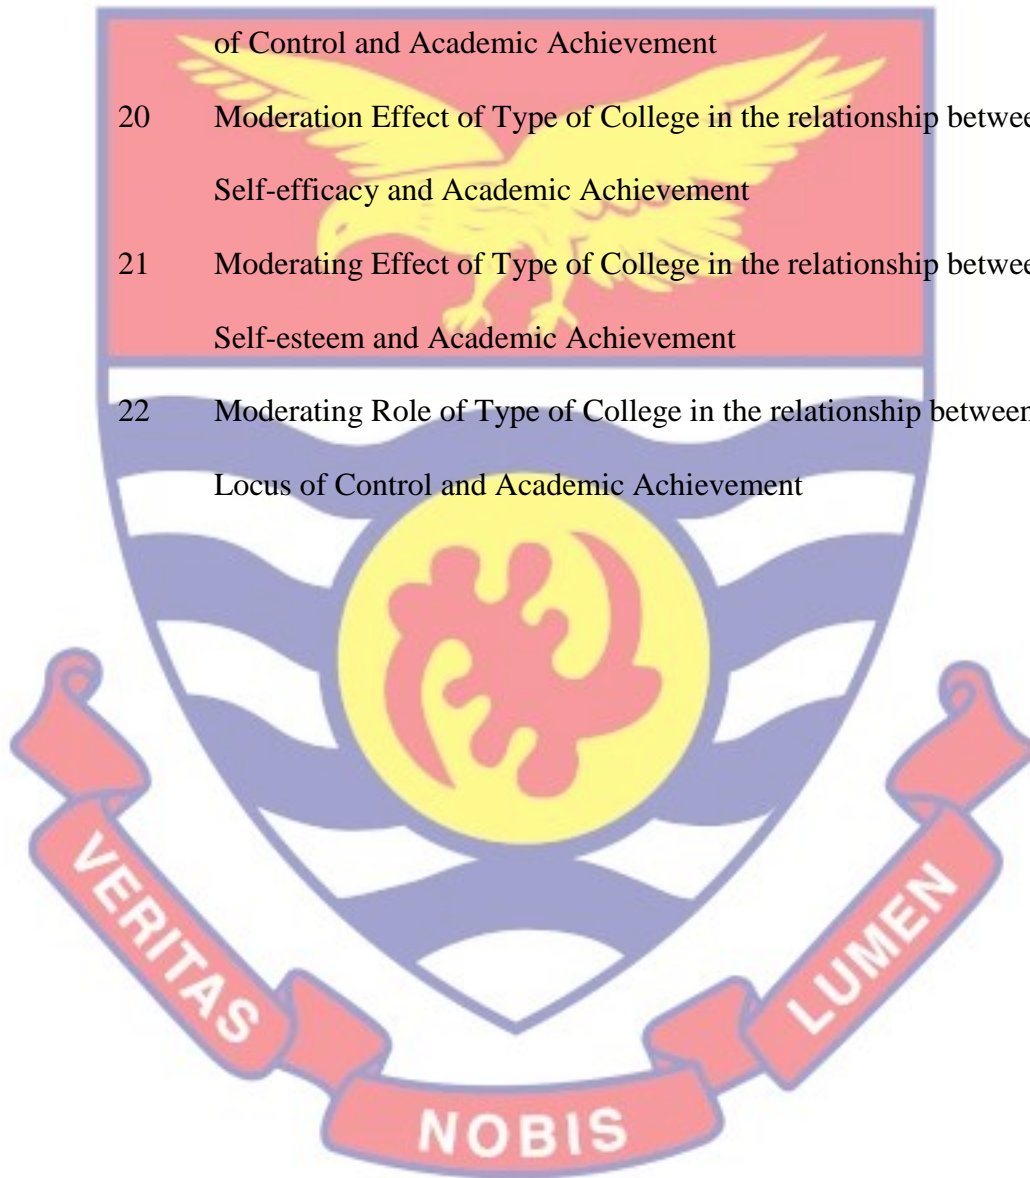 of Control and Academic Achievement
20 Moderation Effect of Type of College in the relationship
Self-efficacy and Academic Achievement
21 Moderating Effect of Type of College in the relationship
Self-esteem and Academic Achievement
22 Moderating Role of Type of College in the relationship between
Locus of Control and Academic Achievement
VERITAS
NOBIS
LUMEN